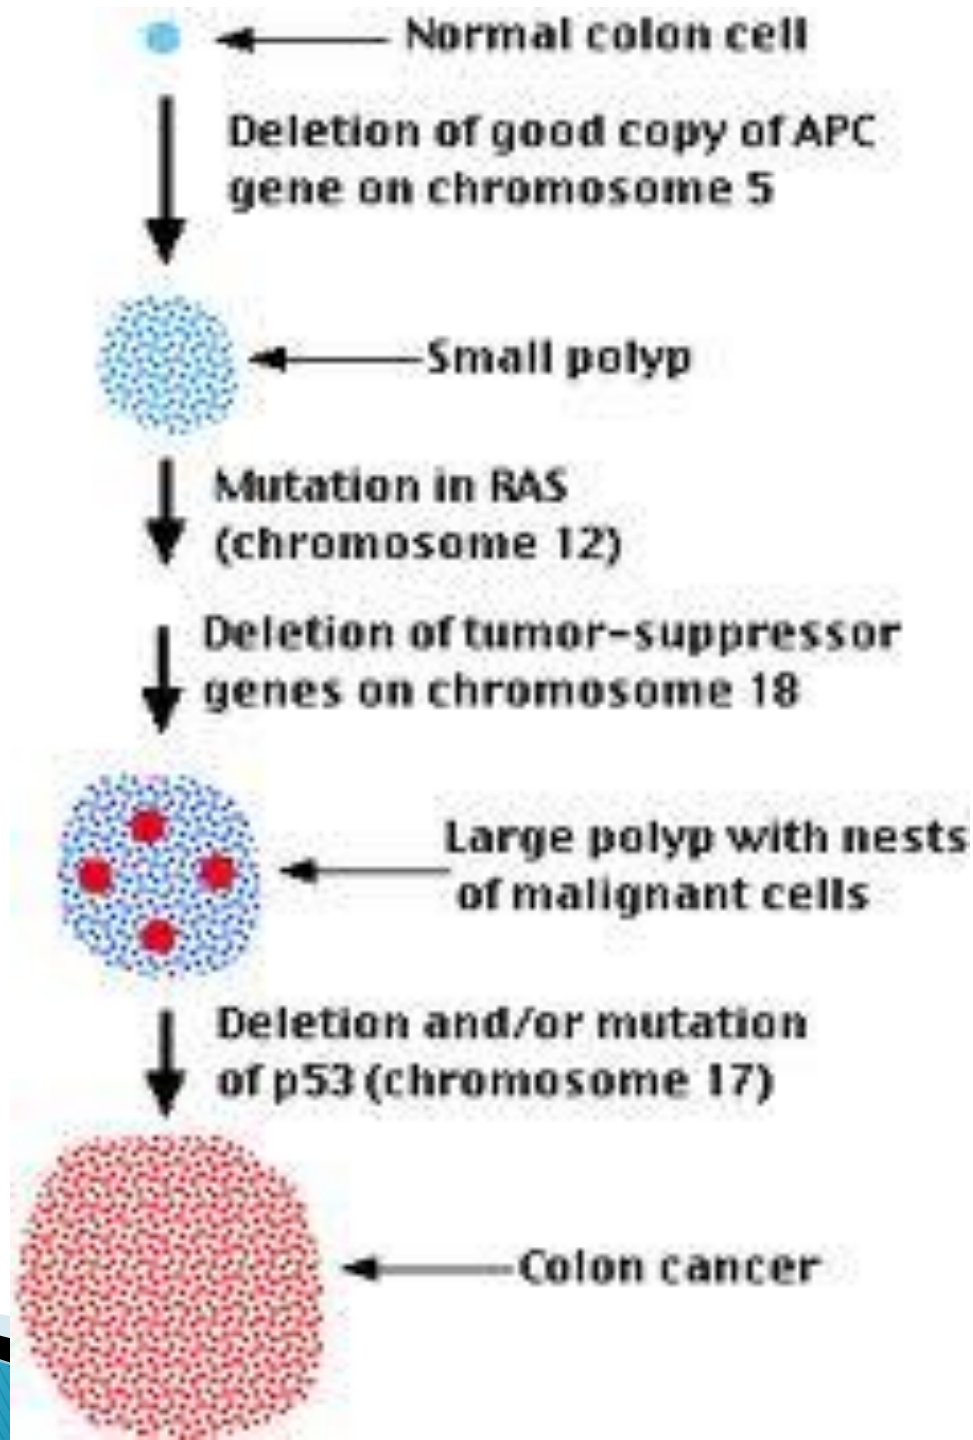 Normal colon cell
Deletion of good copy of APC
gene on chromosome 5
Small polyp
Mutation in RAS
(chromosome 12)
Deletion of tumor-suppressor
genes on chromosome 18
Large polyp with nests
of malignant cells
Deletion and/or mutation
of p53 (chromosome 17)
Colon cancer